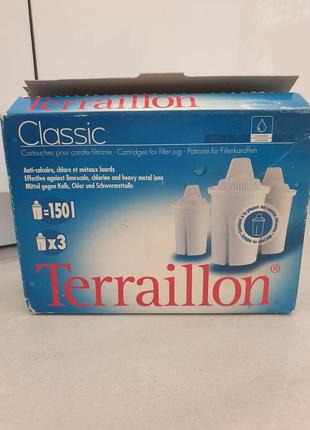 Terraillon
Classic
Cartouches pour carafe filtrante · Cartridges for filter jug · Patrone für Filterkaraffen
Anti-calcaire, chlore et métaux lourds
Effective against limescale, chlorine and heavy metal ions
Mittel gegen Kalk, Chlor und Schwermetalle
=150l
x3
Terraillon®